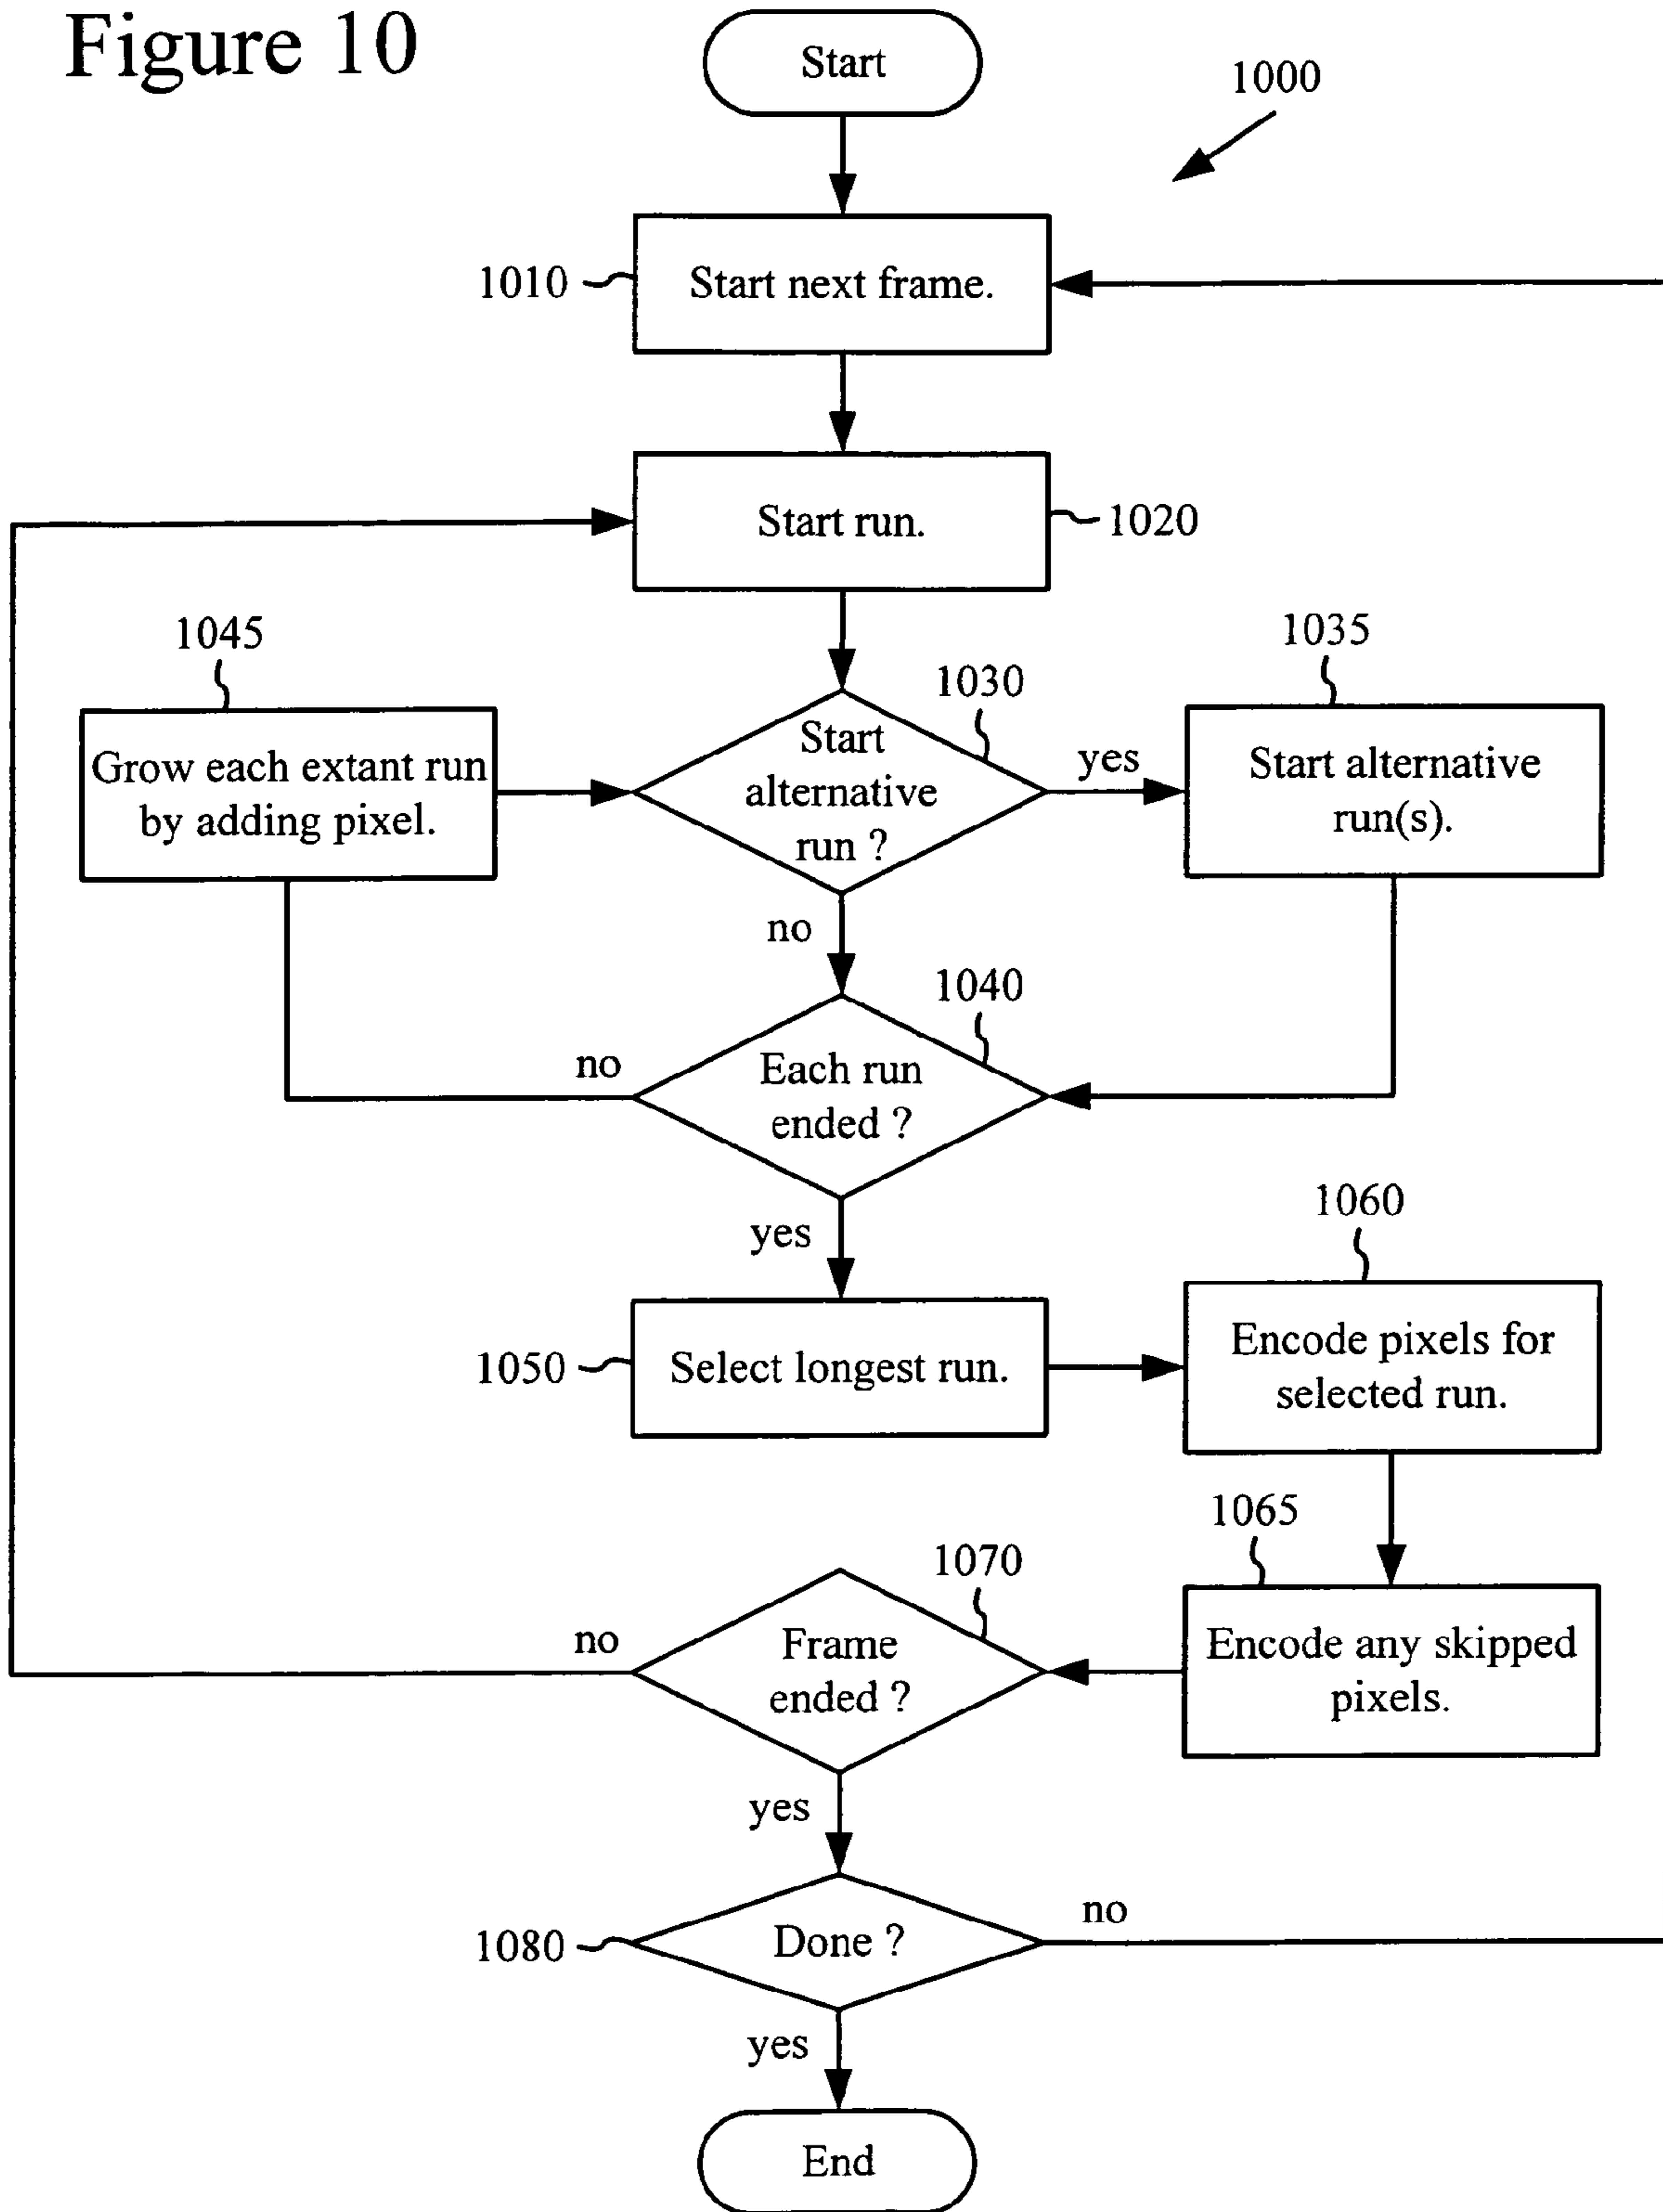 Figure 10
Start
1000
1010
Start next frame.
Start run.
1020
1045
Grow each extant run
by adding pixel.
1030
Start
alternative
run ?
yes
1035
Start alternative
run(s).
no
1040
Each run
ended ?
no
yes
1050
Select longest run.
1060
Encode pixels for
selected run.
1065
Encode any skipped
pixels.
1070
Frame
ended ?
no
yes
1080
Done ?
no
yes
End